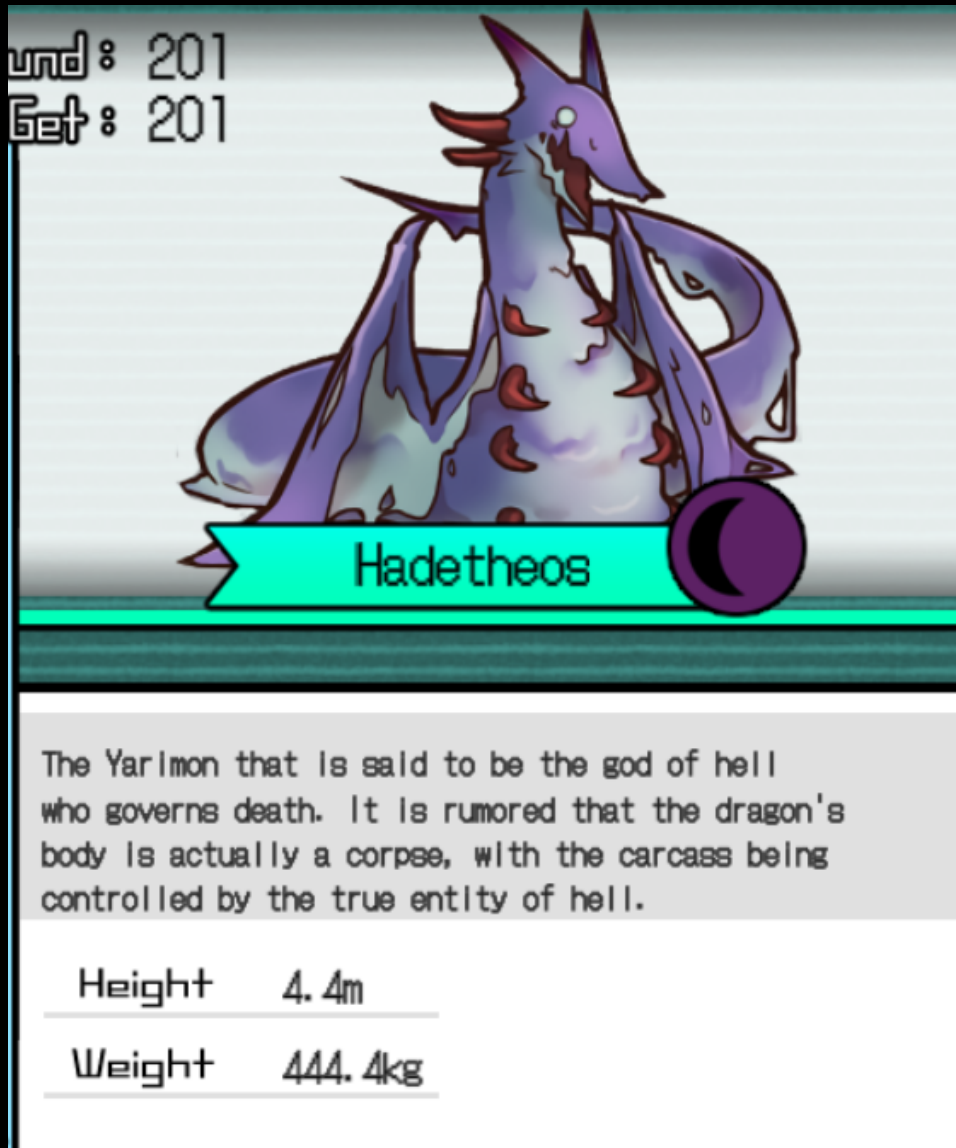 und: 201
Get: 201
Hadetheos
The Yarimon that is said to be the god of hell
who governs death. It is rumored that the dragon's
body is actually a corpse, with the carcass being
controlled by the true entity of hell.
Height 4.4m
Weight 444.4kg